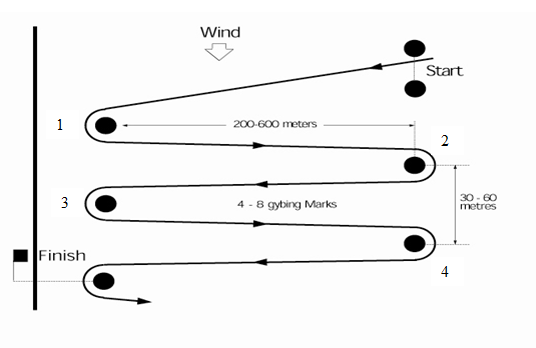 Wind
Start
1
200-600 meters
2
3
4 - 8 gybing Marks
30 - 60
metres
Finish
4